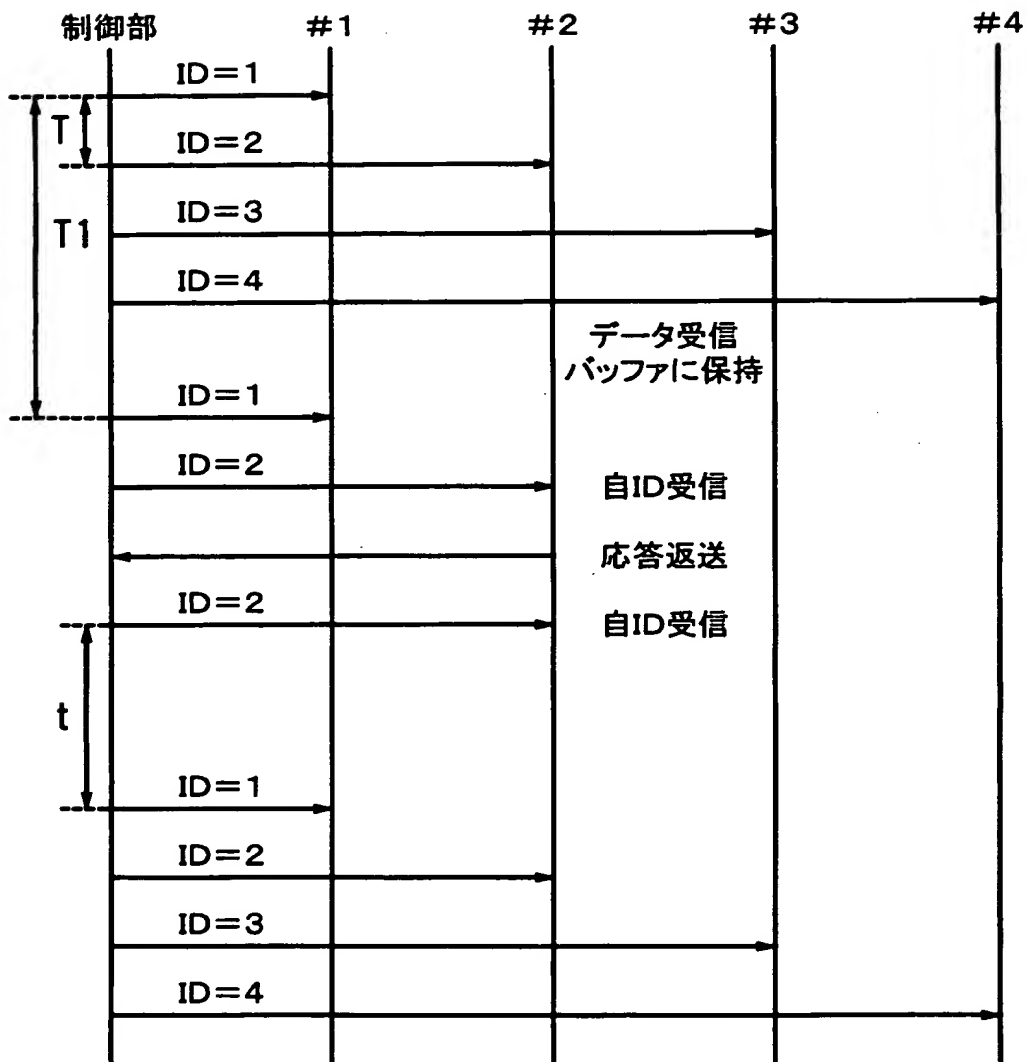 制御部 #1 #2 #3 #4
ID=1
T
ID=2
ID=3
T1
ID=4
データ受信
バッファに保持
ID=1
ID=2 自ID受信
応答返送
ID=2 自ID受信
t
ID=1
ID=2
ID=3
ID=4